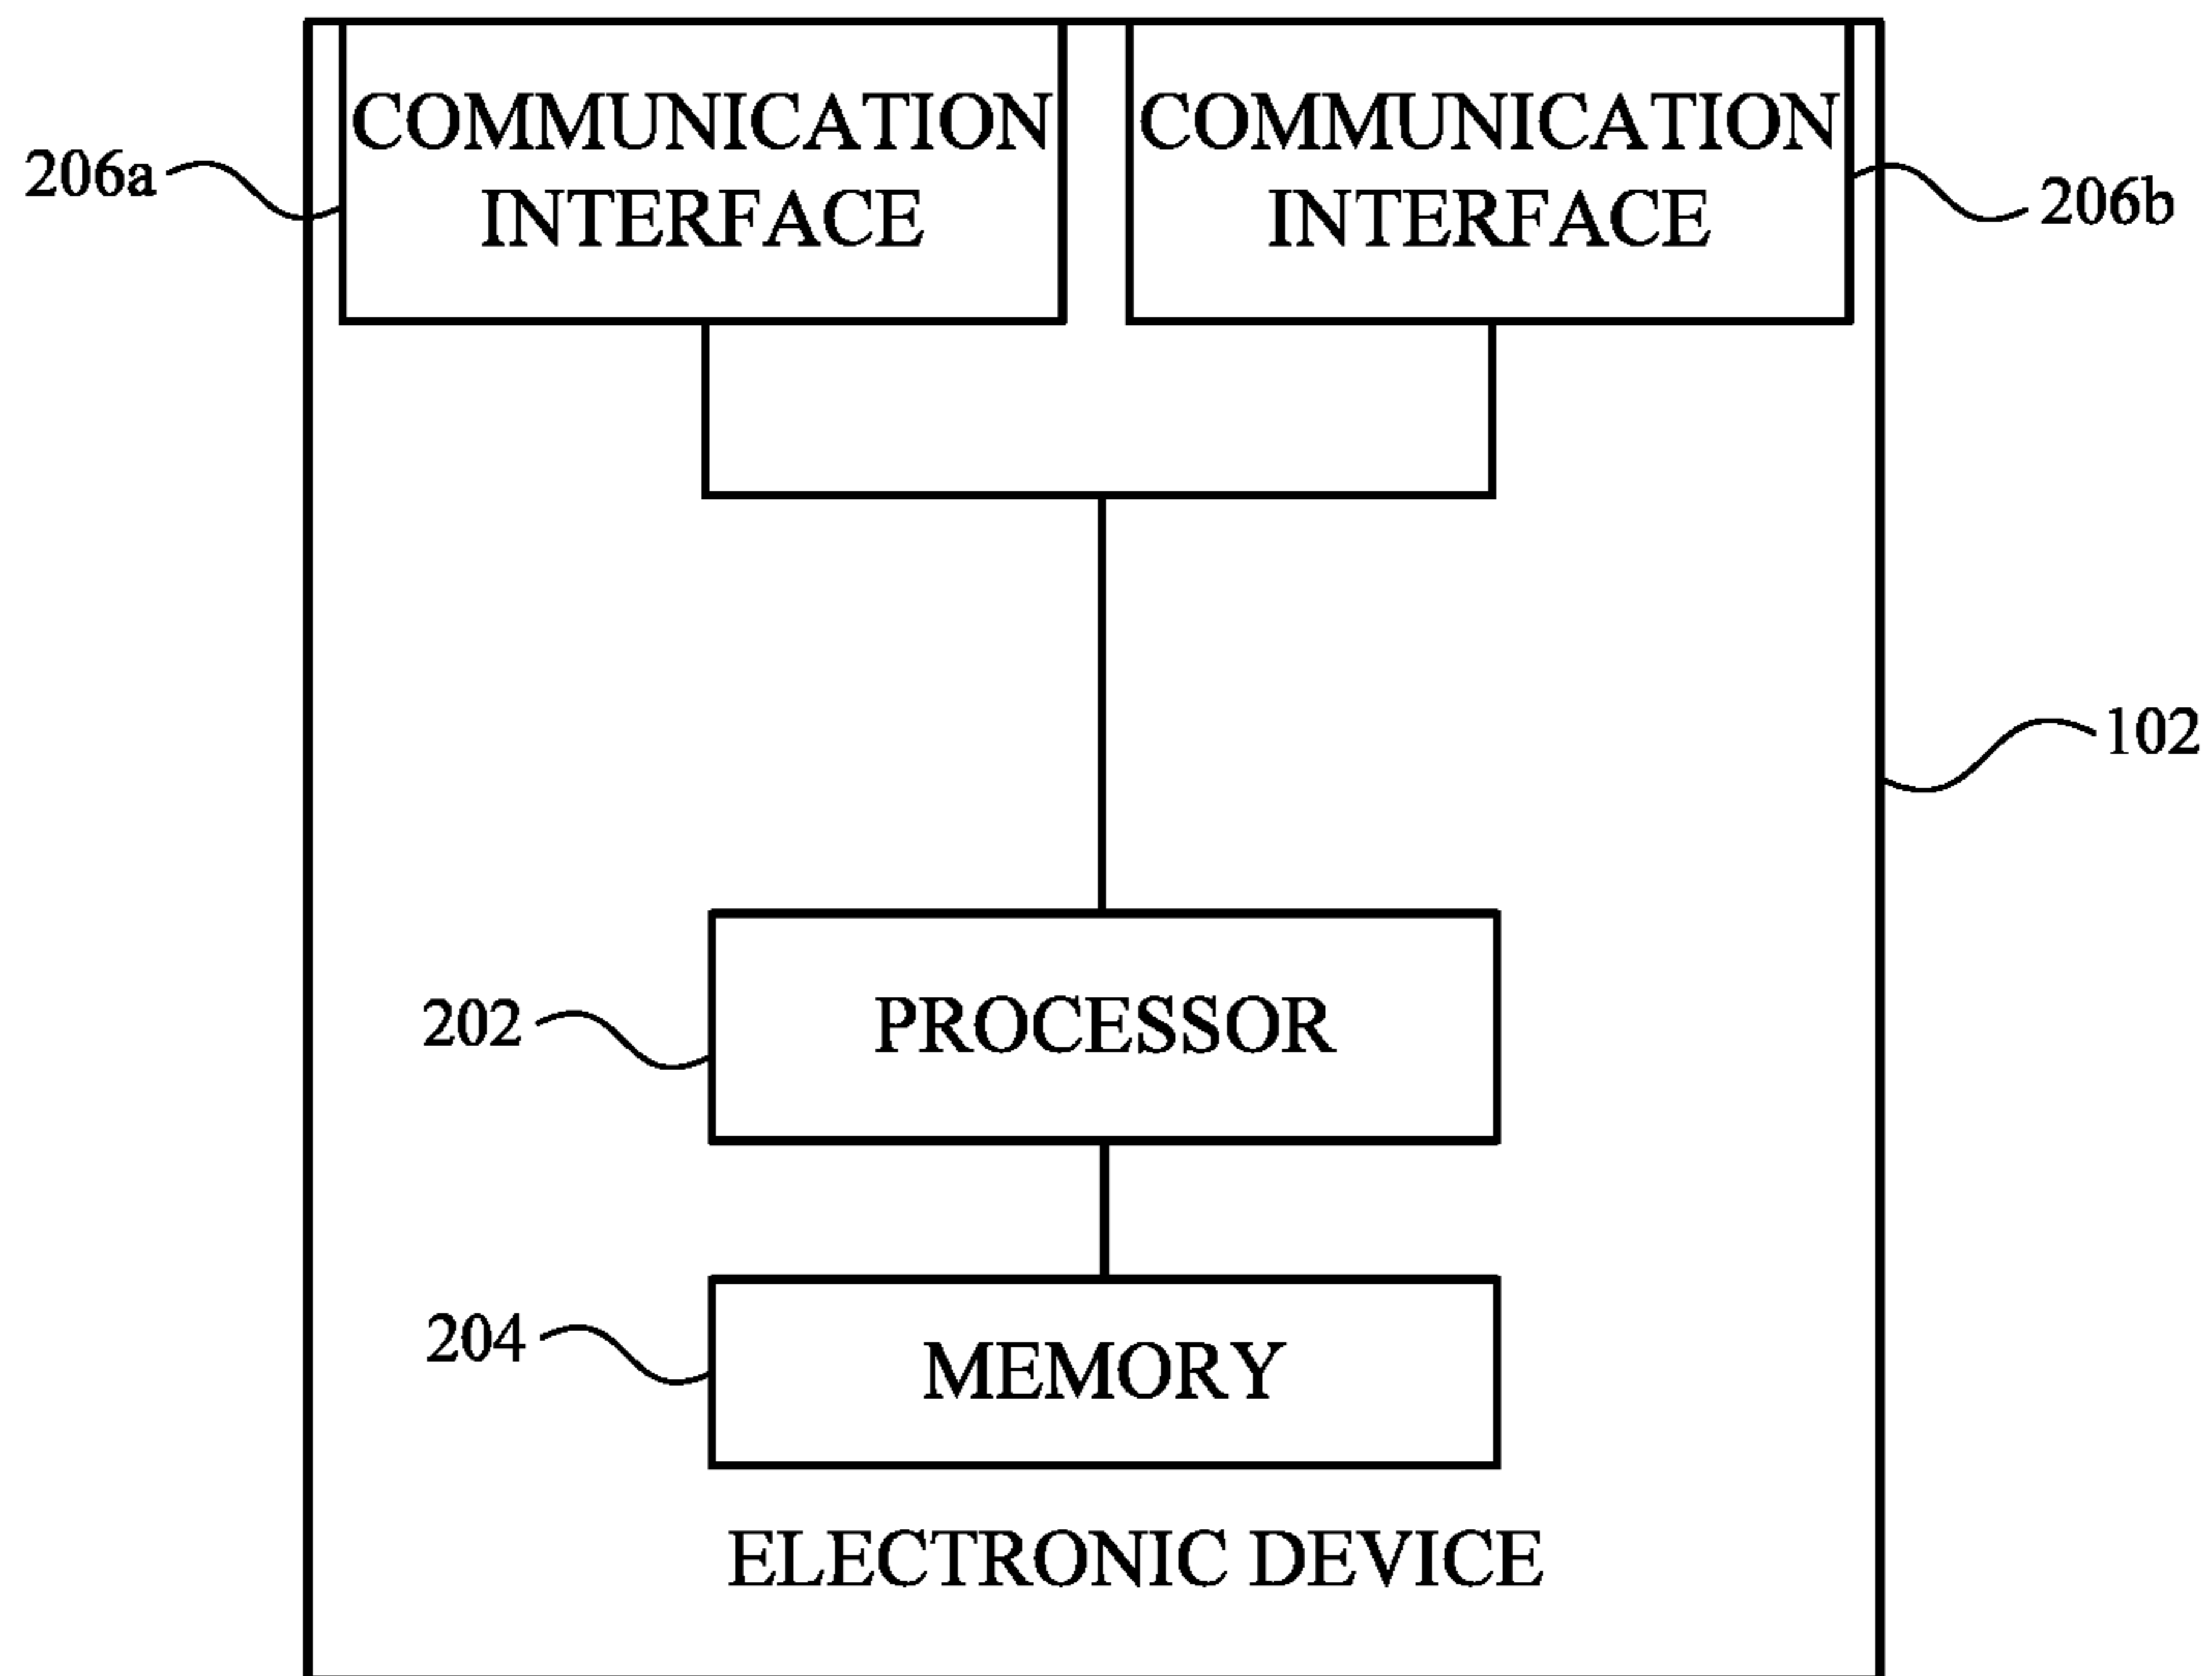 COMMUNICATION
INTERFACE
COMMUNICATION
INTERFACE
206a
206b
102
PROCESSOR
202
MEMORY
204
ELECTRONIC DEVICE